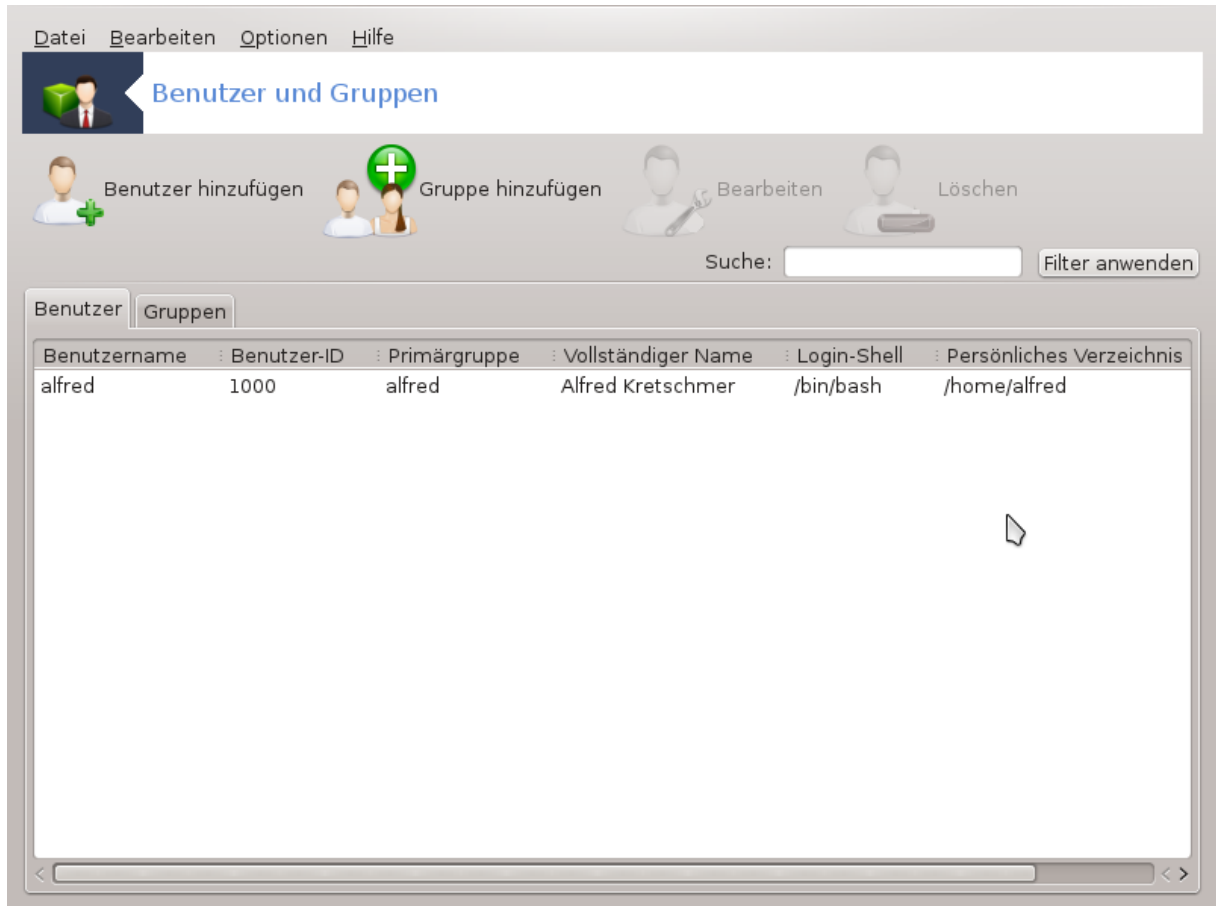 Datei Bearbeiten Optionen Hilfe
Benutzer und Gruppen
Benutzer hinzufügen Gruppe hinzufügen Bearbeiten Löschen
Suche: Filter anwenden
Benutzer Gruppen
Benutzername Benutzer-ID Primärgruppe Vollständiger Name Login-Shell Persönliches Verzeichnis
alfred 1000 alfred Alfred Kretschmer /bin/bash /home/alfred